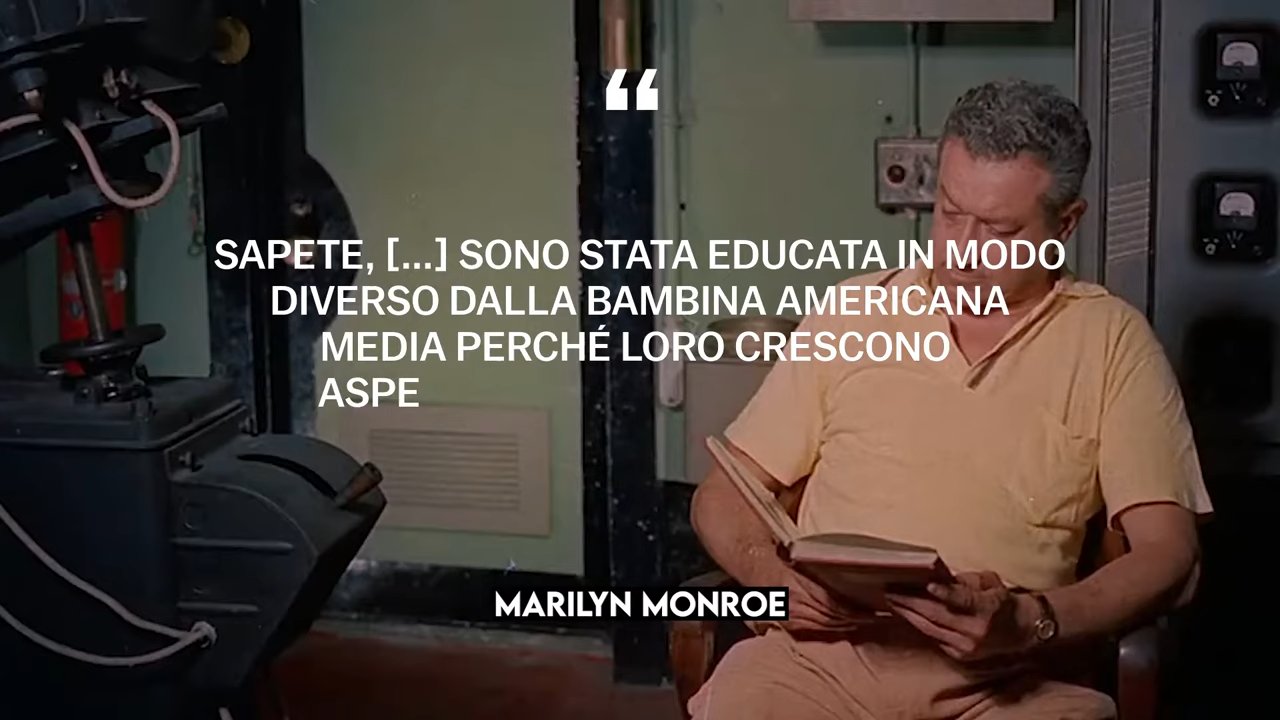 “
SAPETE, [...] SONO STATA EDUCATA IN MODO
DIVERSO DALLA BAMBINA AMERICANA
MEDIA PERCHÉ LORO CRESCONO
ASPE
MARILYN MONROE